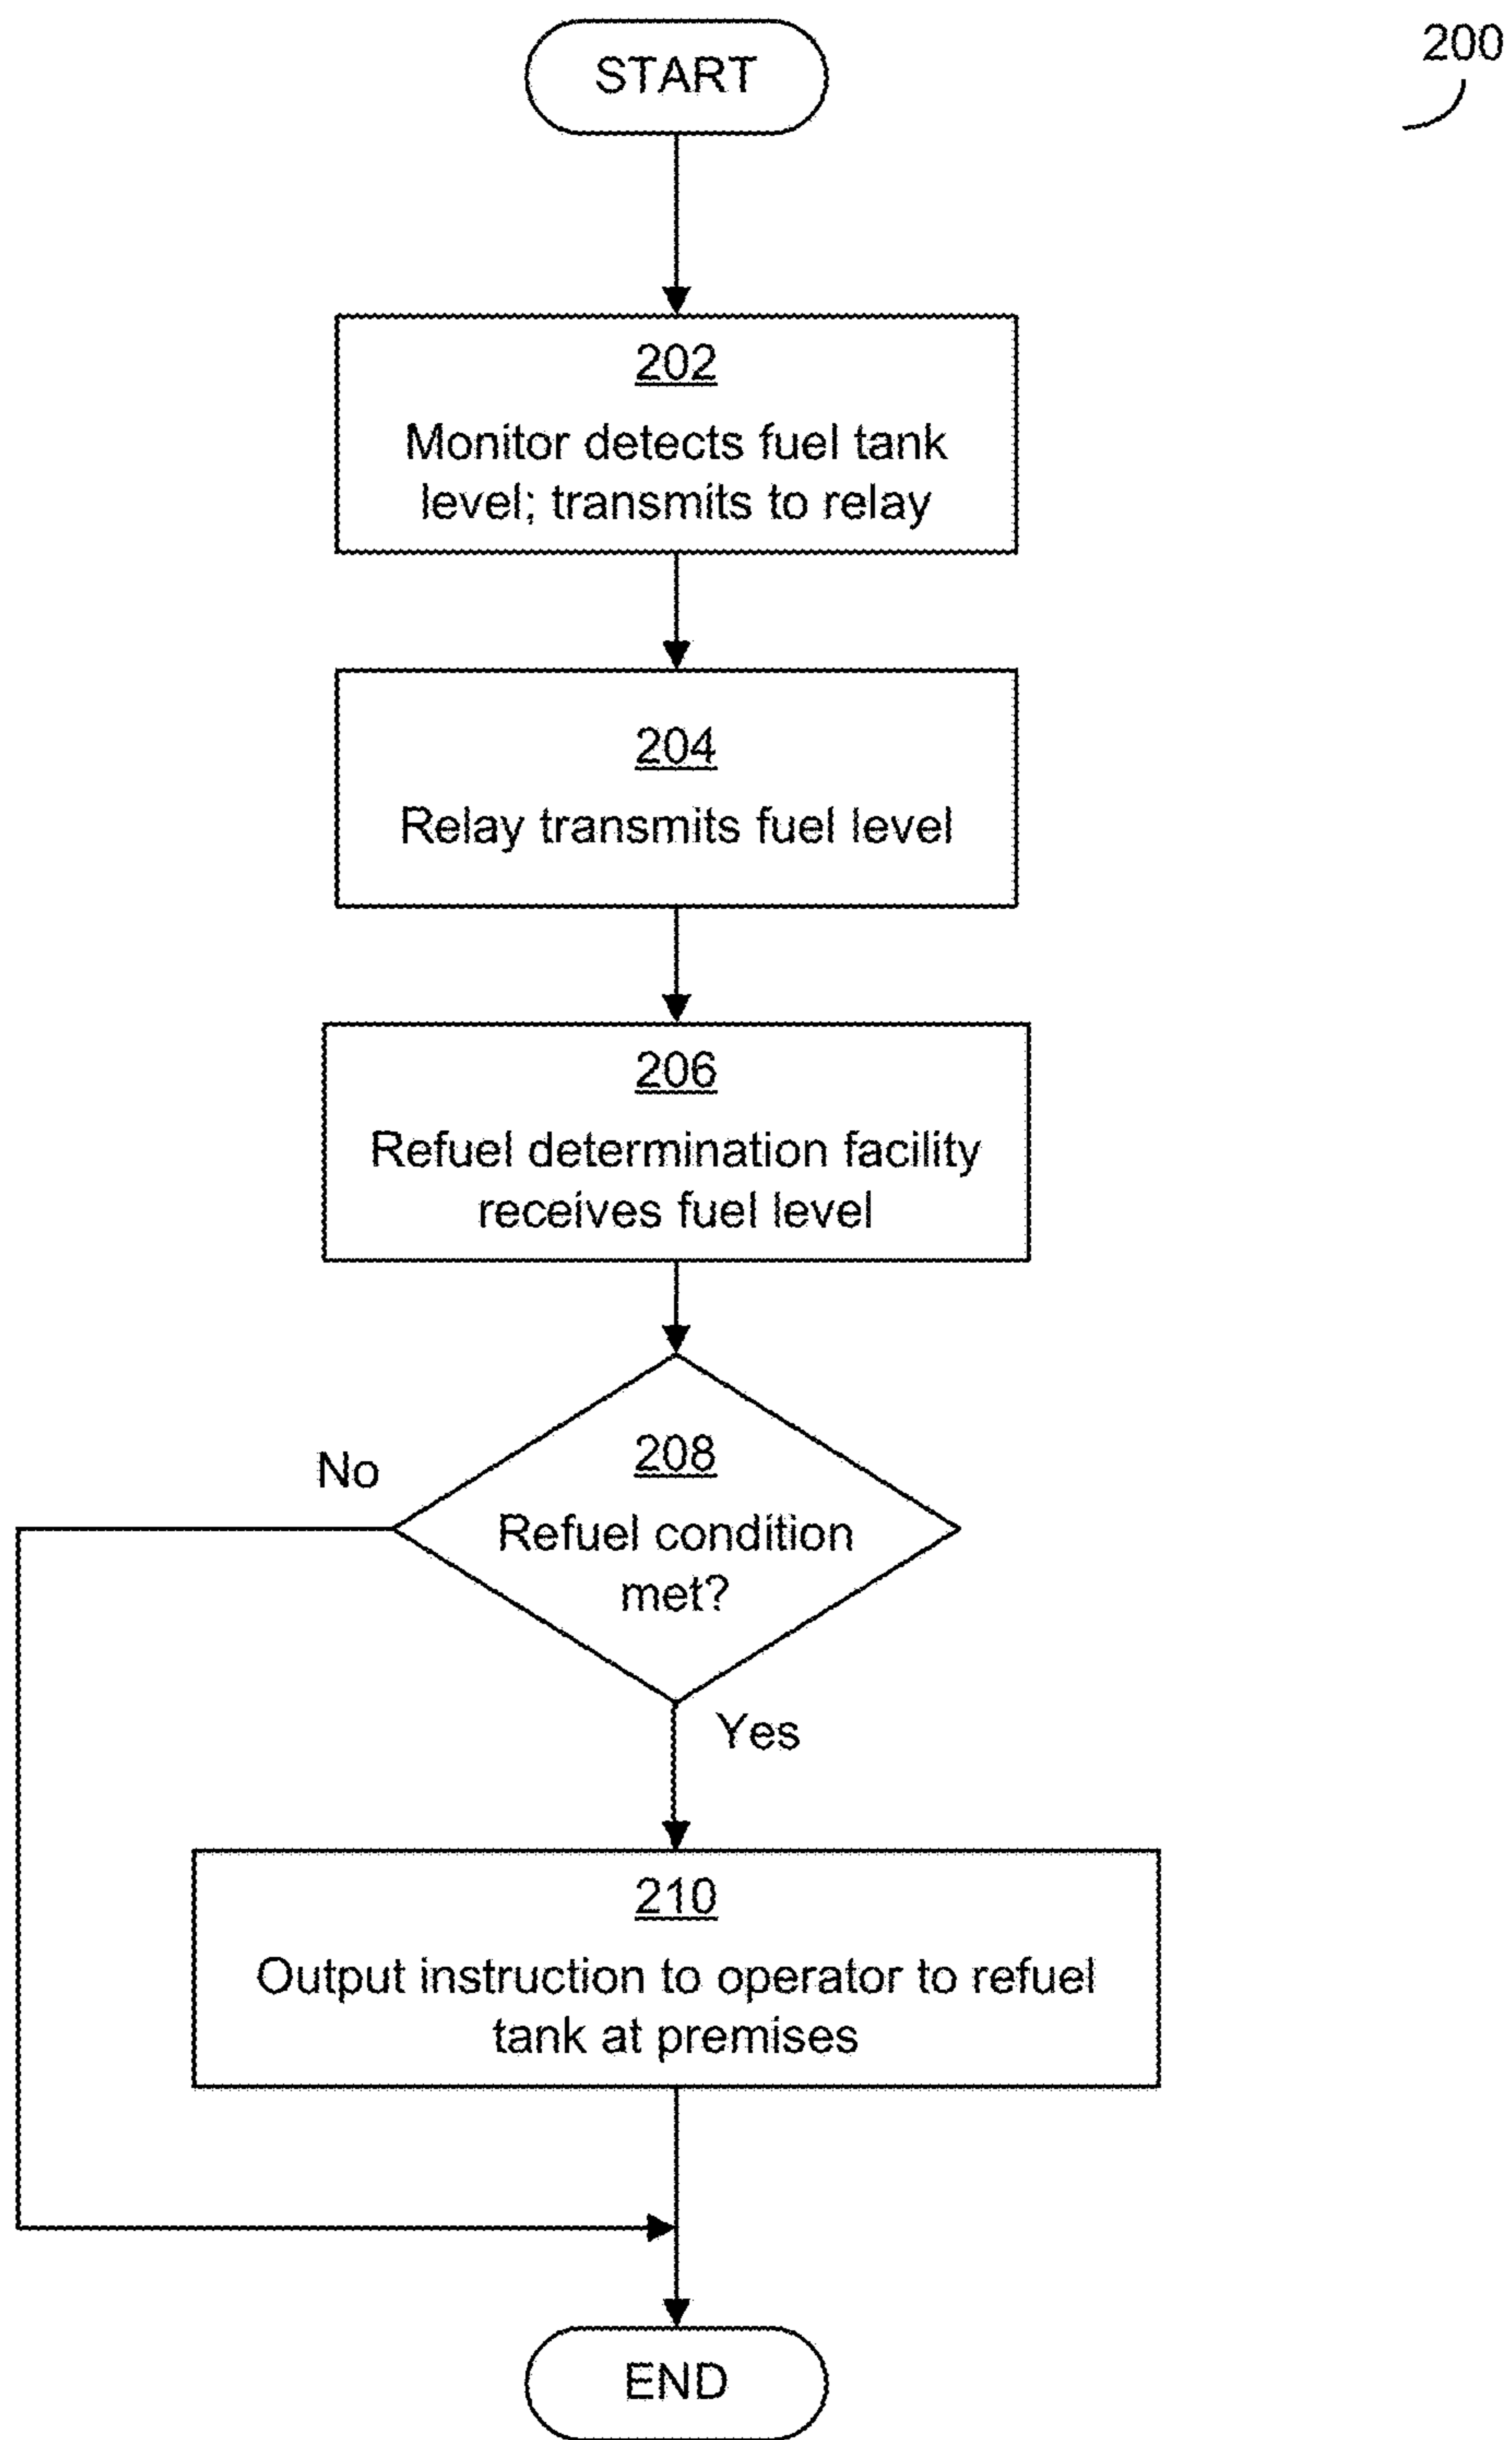 200
START
202
Monitor detects fuel tank
level; transmits to relay
204
Relay transmits fuel level
206
Refuel determination facility
receives fuel level
208
Refuel condition
met?
No
Yes
210
Output instruction to operator to refuel
tank at premises
END